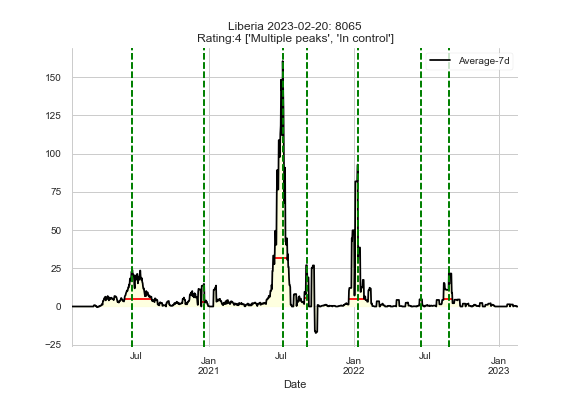 Liberia 2023-02-20: 8065
Rating:4 ['Multiple peaks', 'In control']
Average-7d
150
125
100
75
50
25
0
−25
Jul
Jan
2021
Jul
Jan
2022
Jul
Jan
2023
Date